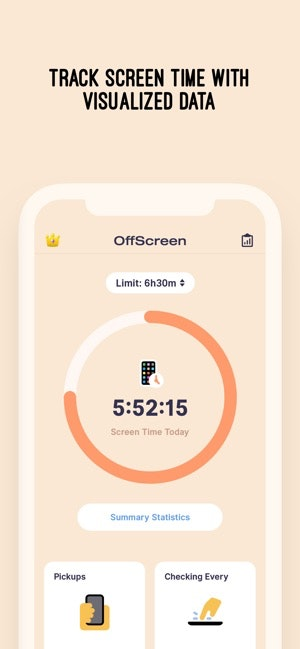 TRACK SCREEN TIME WITH
VISUALIZED DATA
OffScreen
Limit: 6h30m
5:52:15
Screen Time Today
Summary Statistics
Pickups
Checking Every